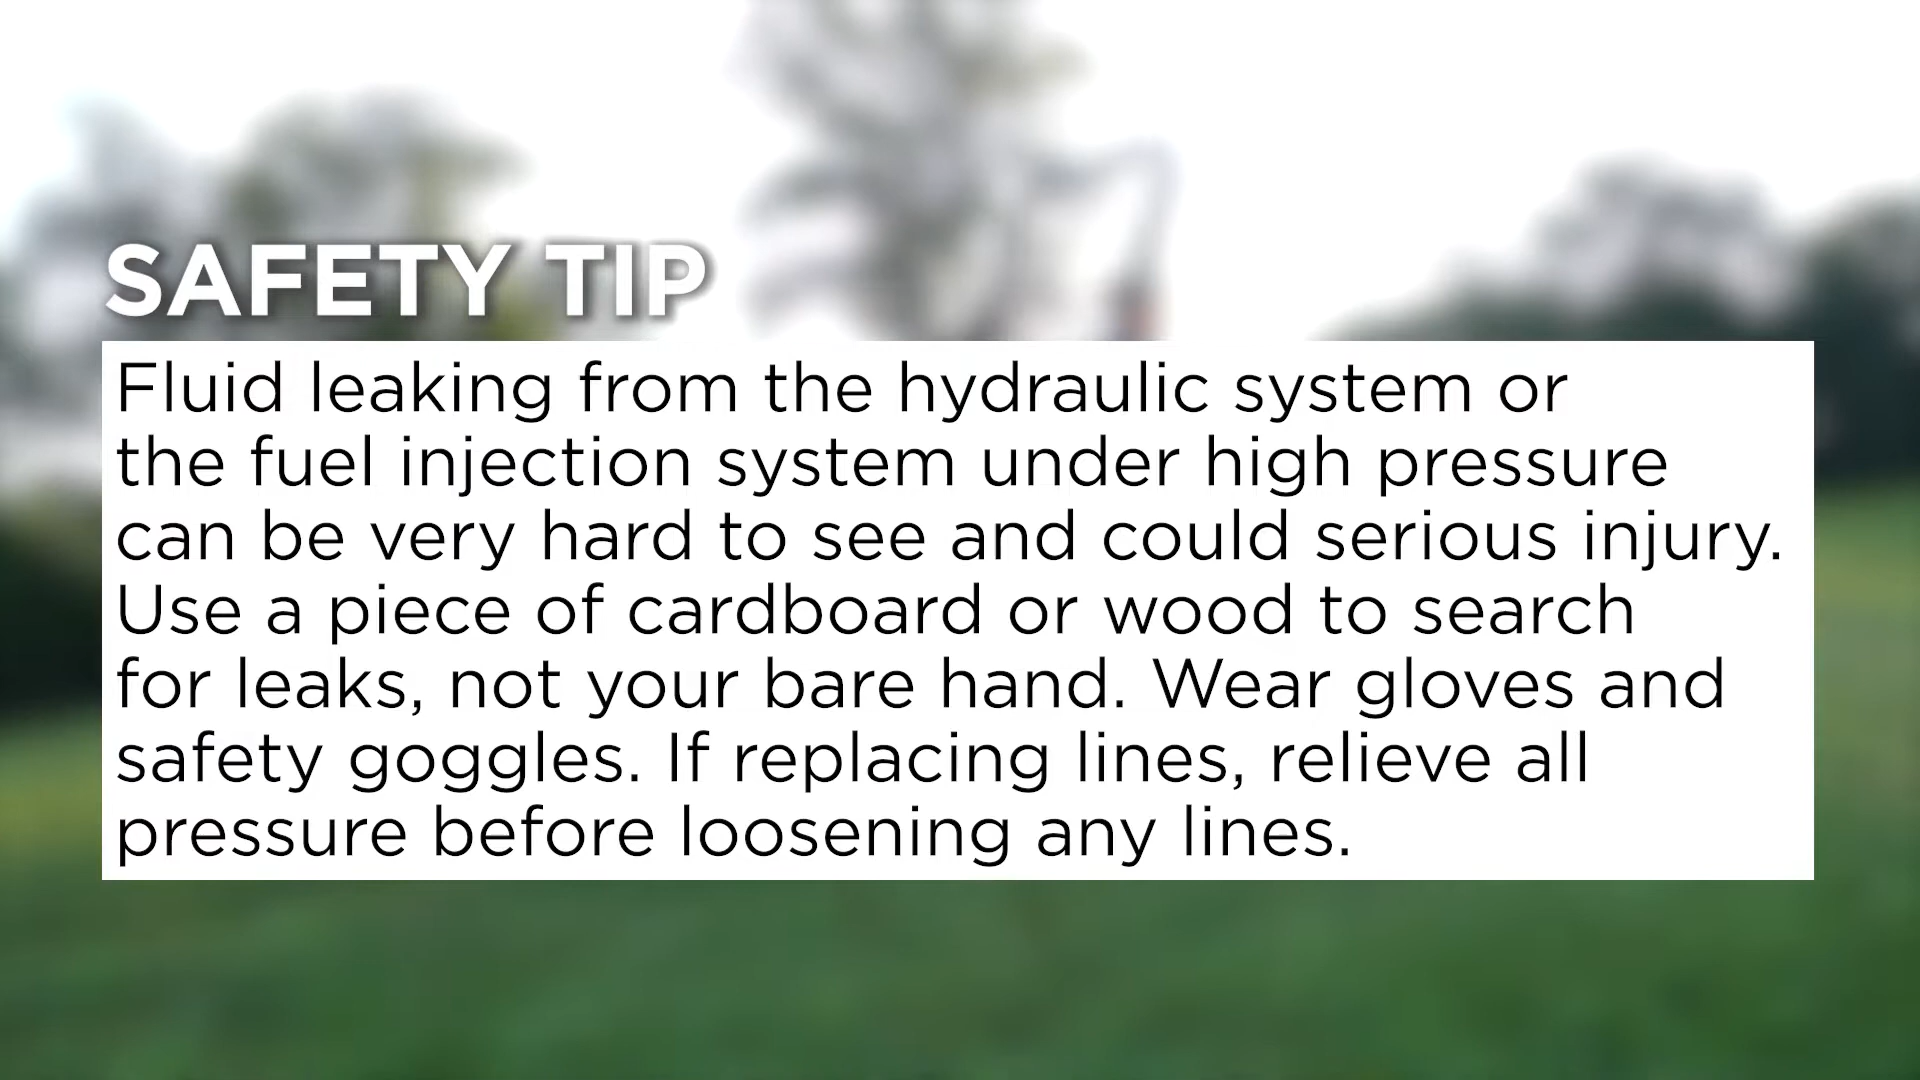 SAFETY TIP
Fluid leaking from the hydraulic system or
the fuel injection system under high pressure
can be very hard to see and could serious injury.
Use a piece of cardboard or wood to search
for leaks, not your bare hand. Wear gloves and
safety goggles. If replacing lines, relieve all
pressure before loosening any lines.